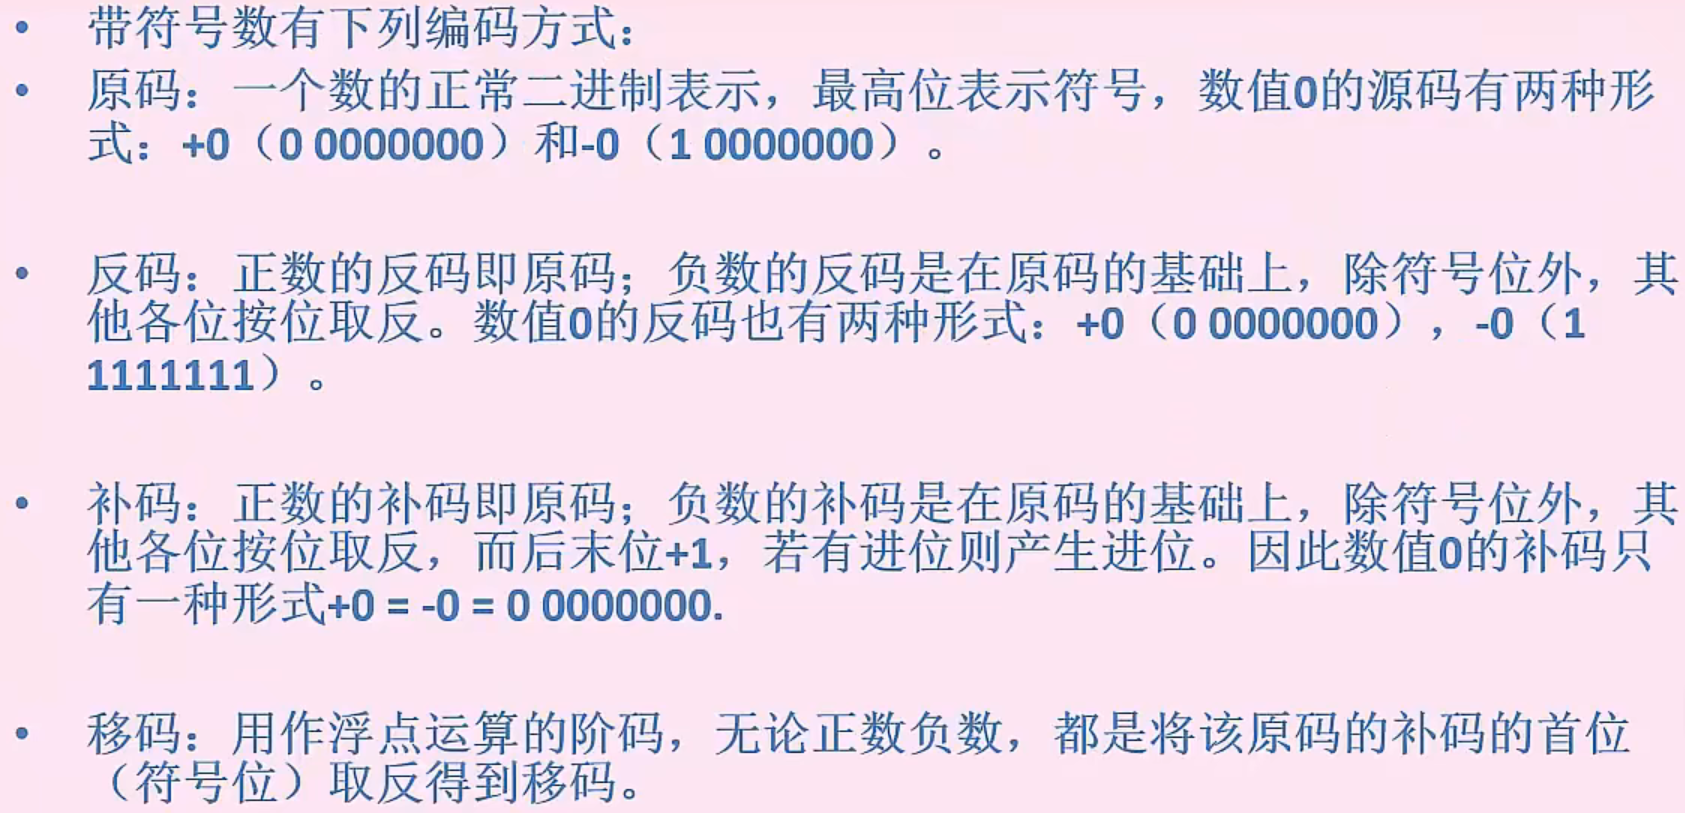 • 带符号数有下列编码方式：
• 原码：一个数的正常二进制表示，最高位表示符号，数值0的源码有两种形
式：+0（0 0000000）和-0（1 0000000）。
• 反码：正数的反码即原码；负数的反码是在原码的基础上，除符号位外，其
他各位按位取反。数值0的反码也有两种形式：+0（0 0000000），-0（1
1111111）。
• 补码：正数的补码即原码；负数的补码是在原码的基础上，除符号位外，其
他各位按位取反，而后末位+1，若有进位则产生进位。因此数值0的补码只
有一种形式+0 = -0 = 0 0000000.
• 移码：用作浮点运算的阶码，无论正数负数，都是将该原码的补码的首位
（符号位）取反得到移码。